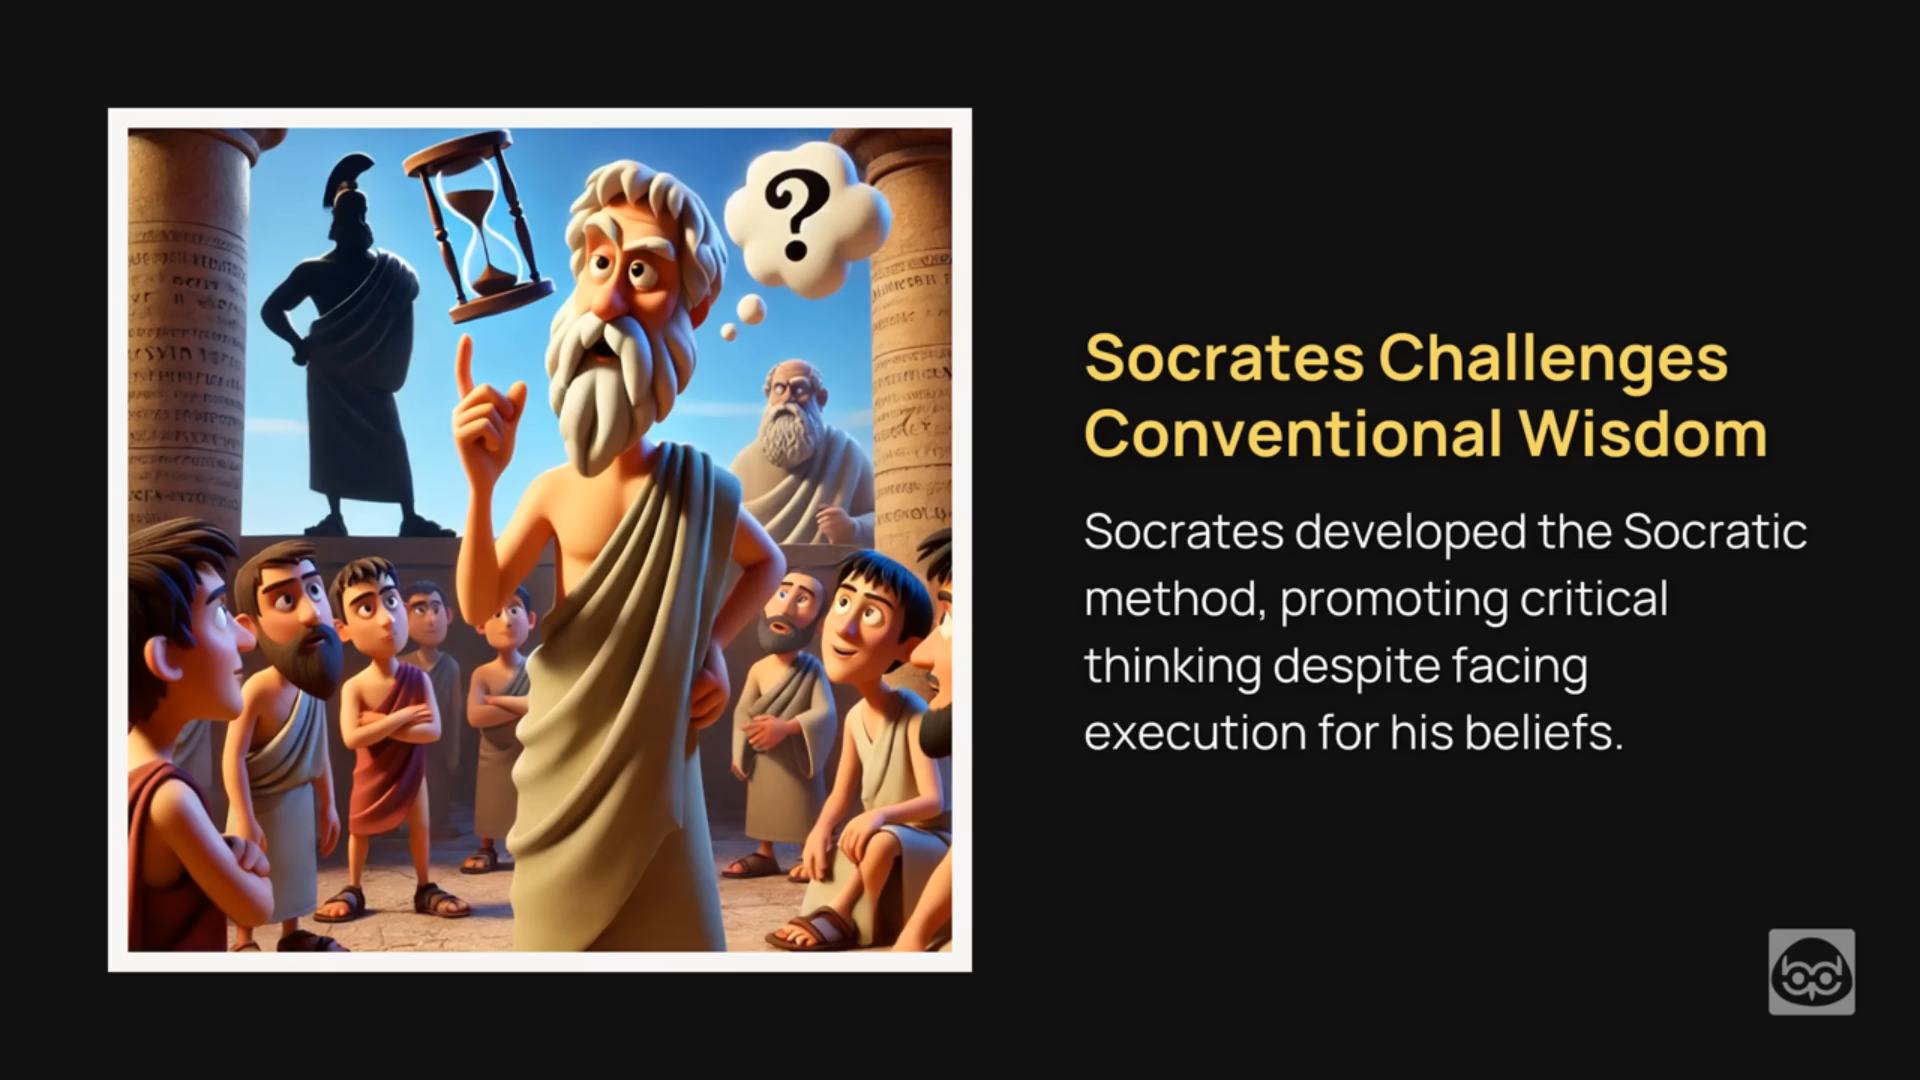 ?
Socrates Challenges
Conventional Wisdom
Socrates developed the Socratic
method, promoting critical
thinking despite facing
execution for his beliefs.